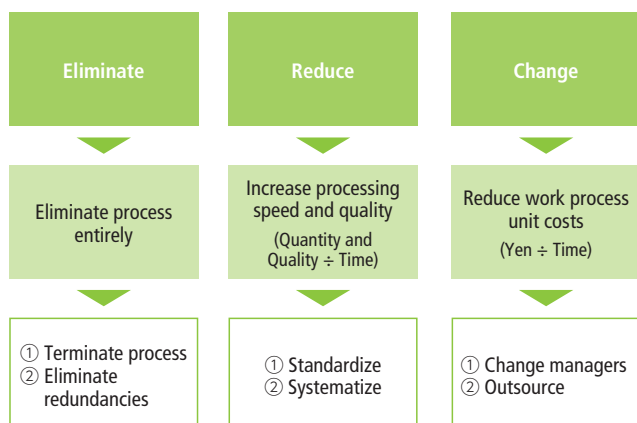 Eliminate
Reduce
Change
Eliminate process
entirely
Increase processing
speed and quality
(Quantity and
Quality ÷ Time)
Reduce work process
unit costs
(Yen ÷ Time)
① Terminate process
② Eliminate
redundancies
① Standardize
② Systematize
① Change managers
② Outsource